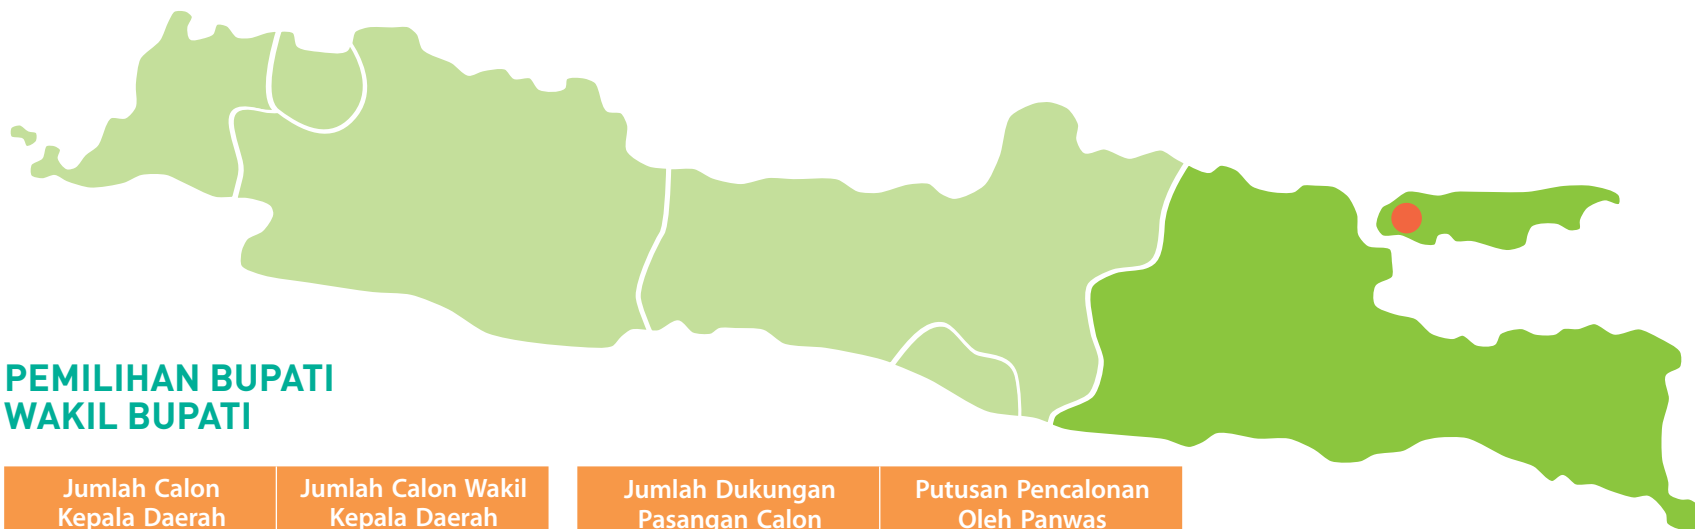 PEMILIHAN BUPATI
WAKIL BUPATI
Jumlah Calon
Kepala Daerah
Jumlah Calon Wakil
Kepala Daerah
Jumlah Dukungan
Pasangan Calon
Putusan Pencalonan
Oleh Panwas